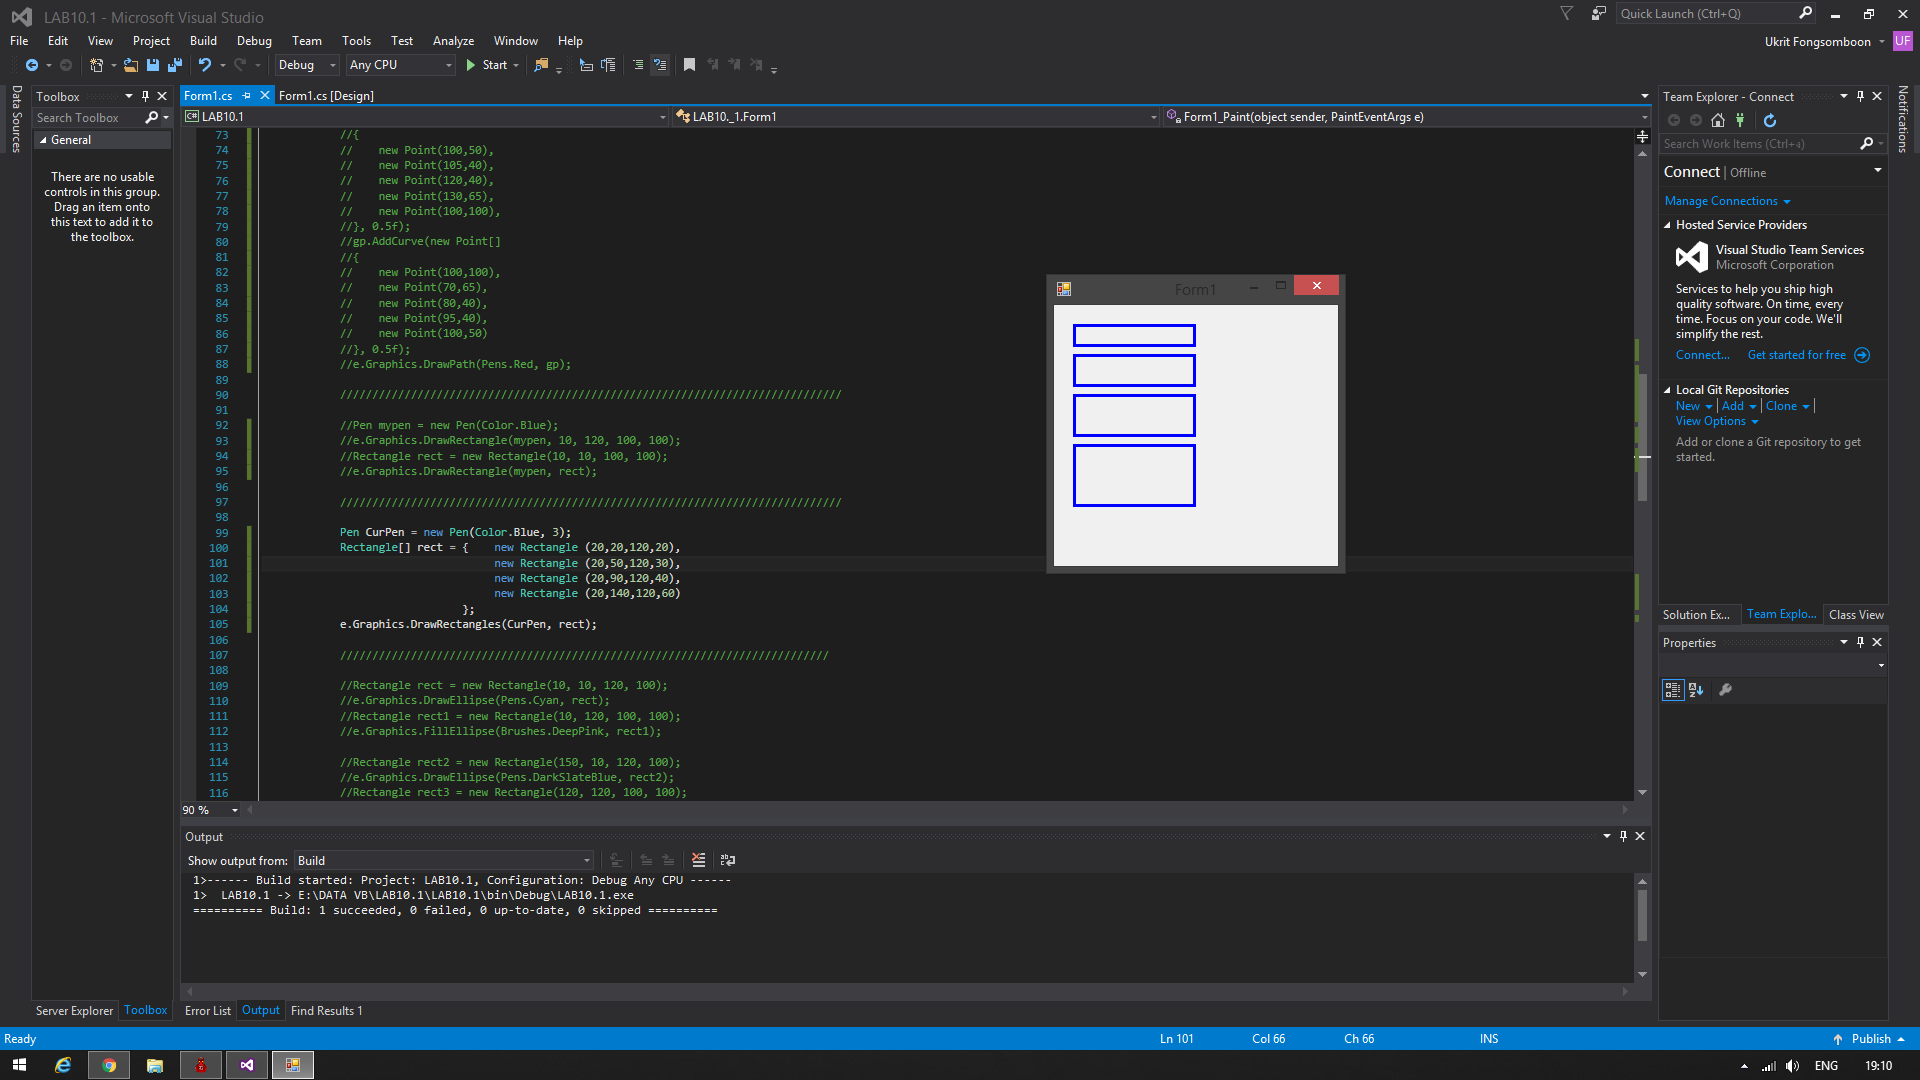 LAB10.1 - Microsoft Visual Studio
Quick Launch (Ctrl+Q)
File Edit View Project Build Debug Team Tools Test Analyze Window Help
Ukrit Fongsomboon UF
Debug Any CPU Start
Data Sources
Toolbox
Search Toolbox
General
There are no usable
controls in this group.
Drag an item onto
this text to add it to
the toolbox.
Form1.cs Form1.cs [Design]
C# LAB10.1 LAB10._1.Form1 Form1_Paint(object sender, PaintEventArgs e)
73 //{
74 // new Point(100,50),
75 // new Point(105,40),
76 // new Point(120,40),
77 // new Point(130,65),
78 // new Point(100,100),
79 //}, 0.5f);
80 //gp.AddCurve(new Point[]
81 //{
82 // new Point(100,100),
83 // new Point(70,65),
84 // new Point(80,40),
85 // new Point(95,40),
86 // new Point(100,50)
87 //}, 0.5f);
88 //e.Graphics.DrawPath(Pens.Red, gp);
89
90 //////////////////////////////////////////////////////////////////////////////
91
92 //Pen mypen = new Pen(Color.Blue);
93 //e.Graphics.DrawRectangle(mypen, 10, 120, 100, 100);
94 //Rectangle rect = new Rectangle(10, 10, 100, 100);
95 //e.Graphics.DrawRectangle(mypen, rect);
96
97 //////////////////////////////////////////////////////////////////////////////
98
99 Pen CurPen = new Pen(Color.Blue, 3);
100 Rectangle[] rect = { new Rectangle (20,20,120,20),
101 new Rectangle (20,50,120,30),
102 new Rectangle (20,90,120,40),
103 new Rectangle (20,140,120,60)
104 };
105 e.Graphics.DrawRectangles(CurPen, rect);
106
107 ////////////////////////////////////////////////////////////////////////////
108
109 //Rectangle rect = new Rectangle(10, 10, 120, 100);
110 //e.Graphics.DrawEllipse(Pens.Cyan, rect);
111 //Rectangle rect1 = new Rectangle(10, 120, 100, 100);
112 //e.Graphics.FillEllipse(Brushes.DeepPink, rect1);
113
114 //Rectangle rect2 = new Rectangle(150, 10, 120, 100);
115 //e.Graphics.DrawEllipse(Pens.DarkSlateBlue, rect2);
116 //Rectangle rect3 = new Rectangle(120, 120, 100, 100);
90 %
Form1
Output
Show output from: Build
1>------ Build started: Project: LAB10.1, Configuration: Debug Any CPU ------
1> LAB10.1 -> E:\DATA VB\LAB10.1\LAB10.1\bin\Debug\LAB10.1.exe
========== Build: 1 succeeded, 0 failed, 0 up-to-date, 0 skipped ==========
Server Explorer Toolbox
Error List Output Find Results 1
Team Explorer - Connect
Search Work Items (Ctrl+ง)
Connect | Offline
Manage Connections
Hosted Service Providers
Visual Studio Team Services
Microsoft Corporation
Services to help you ship high
quality software. On time, every
time. Focus on your code. We'll
simplify the rest.
Connect... Get started for free
Local Git Repositories
New | Add | Clone |
View Options
Add or clone a Git repository to get
started.
Solution Ex... Team Explo... Class View
Properties
Notifications
Ready Ln 101 Col 66 Ch 66 INS Publish
ENG 19:10